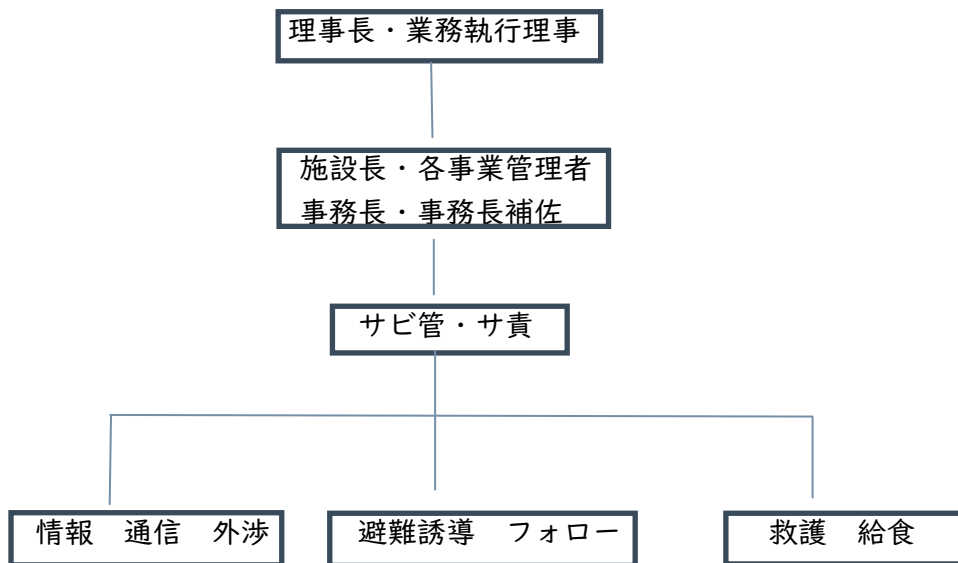 理事長・業務執行理事
施設長・各事業管理者
事務長・事務長補佐
サビ管・サ責
情報　通信　外渉
避難誘導　フォロー
救護　給食